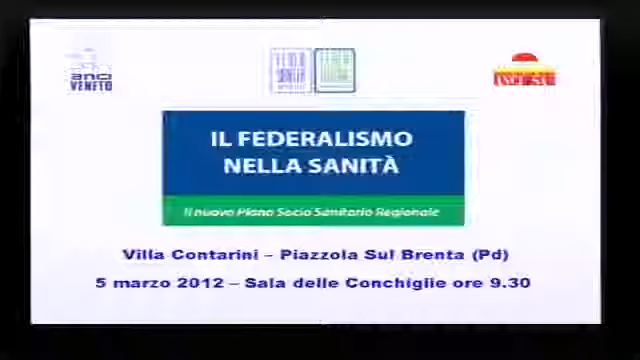 anci
VENETO
IL FEDERALISMO
NELLA SANITÀ
Il nuovo Piano Socio Sanitario Regionale
Villa Contarini – Piazzola Sul Brenta (Pd)
5 marzo 2012 – Sala delle Conchiglie ore 9.30